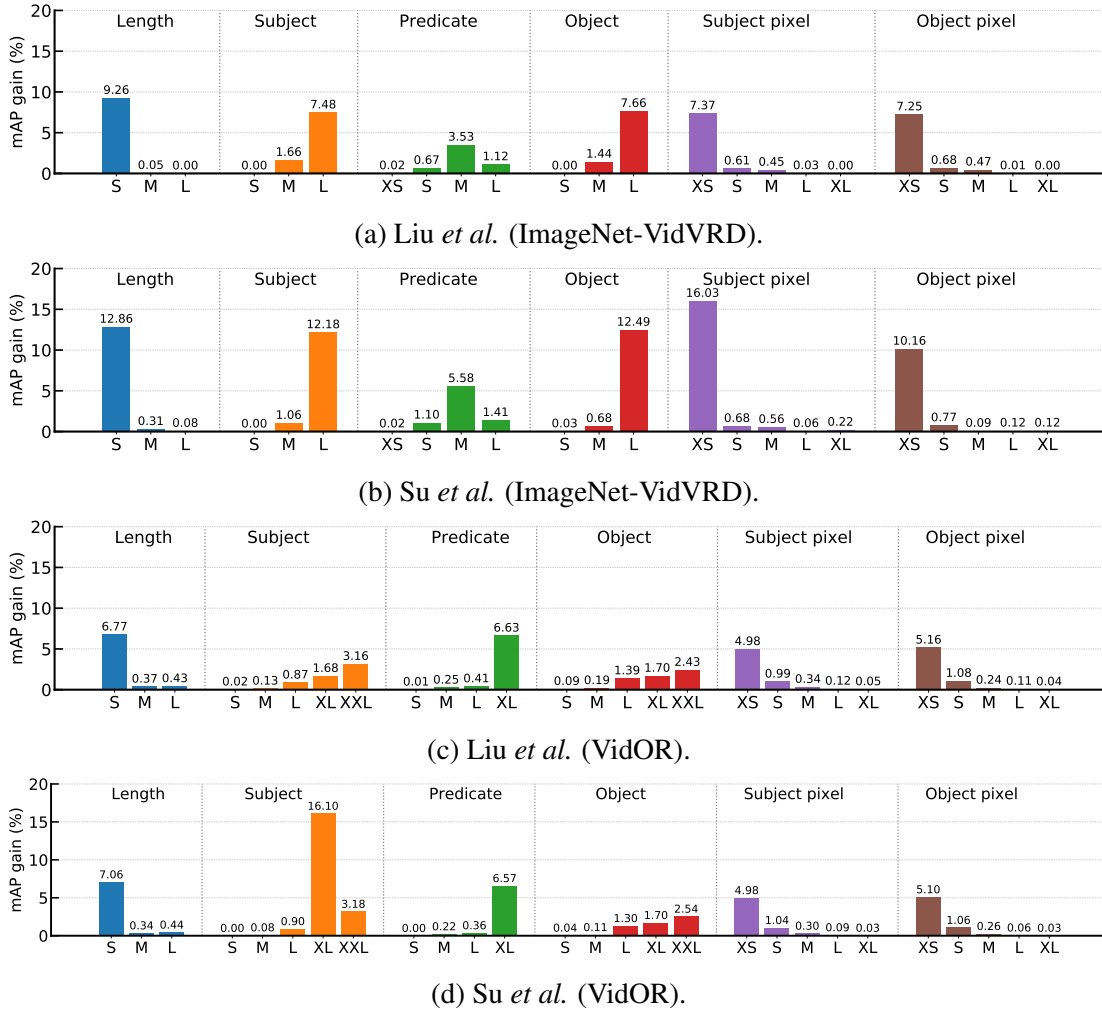 20
15
10
5
0
mAP gain (%)
Length Subject Predicate Object Subject pixel Object pixel
9.26 0.05 0.00 0.00 1.66 7.48 0.02 0.67 3.53 1.12 0.00 1.44 7.66 7.37 0.61 0.45 0.03 0.00 7.25 0.68 0.47 0.01 0.00
S M L S M L XS S M L S M L XS S M L XL XS S M L XL
(a) Liu et al. (ImageNet-VidVRD).
20
15
10
5
0
mAP gain (%)
Length Subject Predicate Object Subject pixel Object pixel
12.86 0.31 0.08 0.00 1.06 12.18 0.02 1.10 5.58 1.41 0.03 0.68 12.49 16.03 0.68 0.56 0.06 0.22 10.16 0.77 0.09 0.12 0.12
S M L S M L XS S M L S M L XS S M L XL XS S M L XL
(b) Su et al. (ImageNet-VidVRD).
20
15
10
5
0
mAP gain (%)
Length Subject Predicate Object Subject pixel Object pixel
6.77 0.37 0.43 0.02 0.13 0.87 1.68 3.16 0.01 0.25 0.41 6.63 0.09 0.19 1.39 1.70 2.43 4.98 0.99 0.34 0.12 0.05 5.16 1.08 0.24 0.11 0.04
S M L S M L XL XXL S M L XL S M L XL XXL XS S M L XL XS S M L XL
(c) Liu et al. (VidOR).
20
15
10
5
0
mAP gain (%)
Length Subject Predicate Object Subject pixel Object pixel
7.06 0.34 0.44 0.00 0.08 0.90 16.10 3.18 0.00 0.22 0.36 6.57 0.04 0.11 1.30 1.70 2.54 4.98 1.04 0.30 0.09 0.03 5.10 1.06 0.26 0.06 0.03
S M L S M L XL XXL S M L XL S M L XL XXL XS S M L XL XS S M L XL
(d) Su et al. (VidOR).